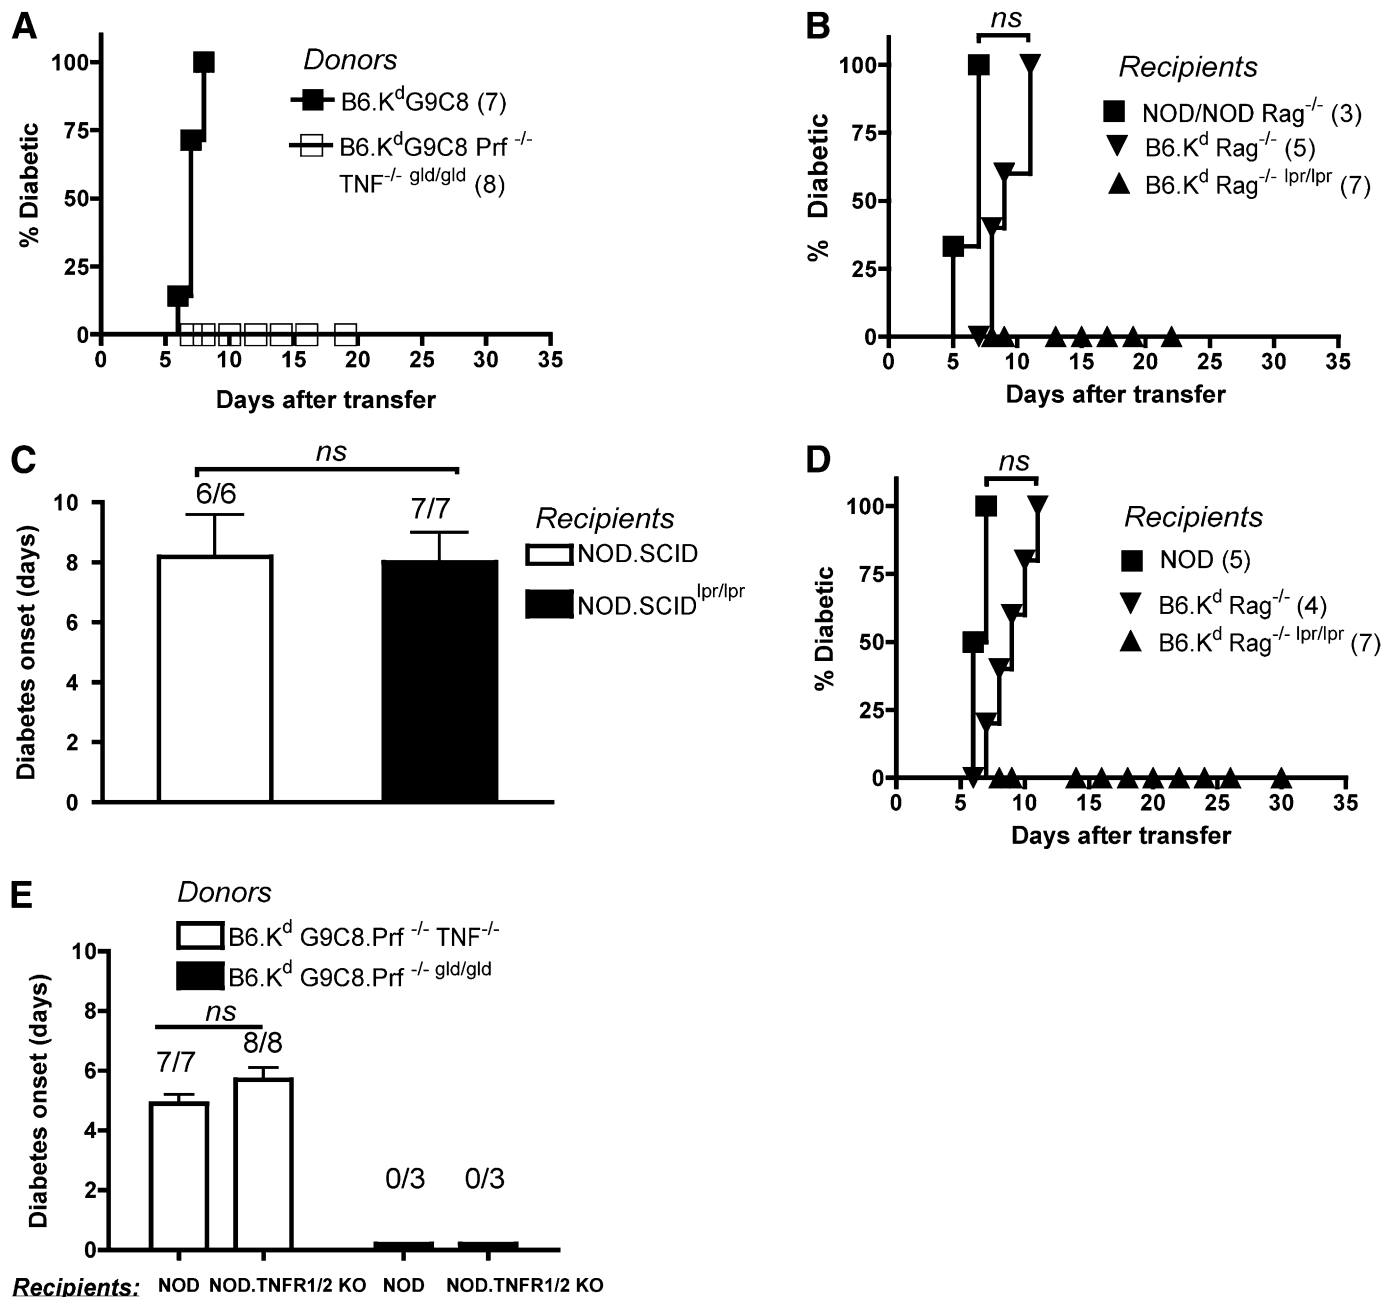 A
Donors
B6.KdG9C8 (7)
B6.KdG9C8 Prf -/-
TNF-/- gld/gld (8)
% Diabetic
100
75
50
25
0
0 5 10 15 20 25 30 35
Days after transfer
B
ns
Recipients
NOD/NOD Rag-/- (3)
B6.Kd Rag-/- (5)
B6.Kd Rag-/- lpr/lpr (7)
% Diabetic
100
75
50
25
0
0 5 10 15 20 25 30 35
Days after transfer
C
ns
6/6
7/7
Recipients
NOD.SCID
NOD.SCIDlpr/lpr
Diabetes onset (days)
10
8
6
4
2
0
D
ns
Recipients
NOD (5)
B6.Kd Rag-/- (4)
B6.Kd Rag-/- lpr/lpr (7)
% Diabetic
100
75
50
25
0
0 5 10 15 20 25 30 35
Days after transfer
E
Donors
B6.Kd G9C8.Prf -/- TNF-/-
B6.Kd G9C8.Prf -/- gld/gld
ns
7/7
8/8
0/3 0/3
Diabetes onset (days)
10
8
6
4
2
0
Recipients: NOD NOD.TNFR1/2 KO NOD NOD.TNFR1/2 KO